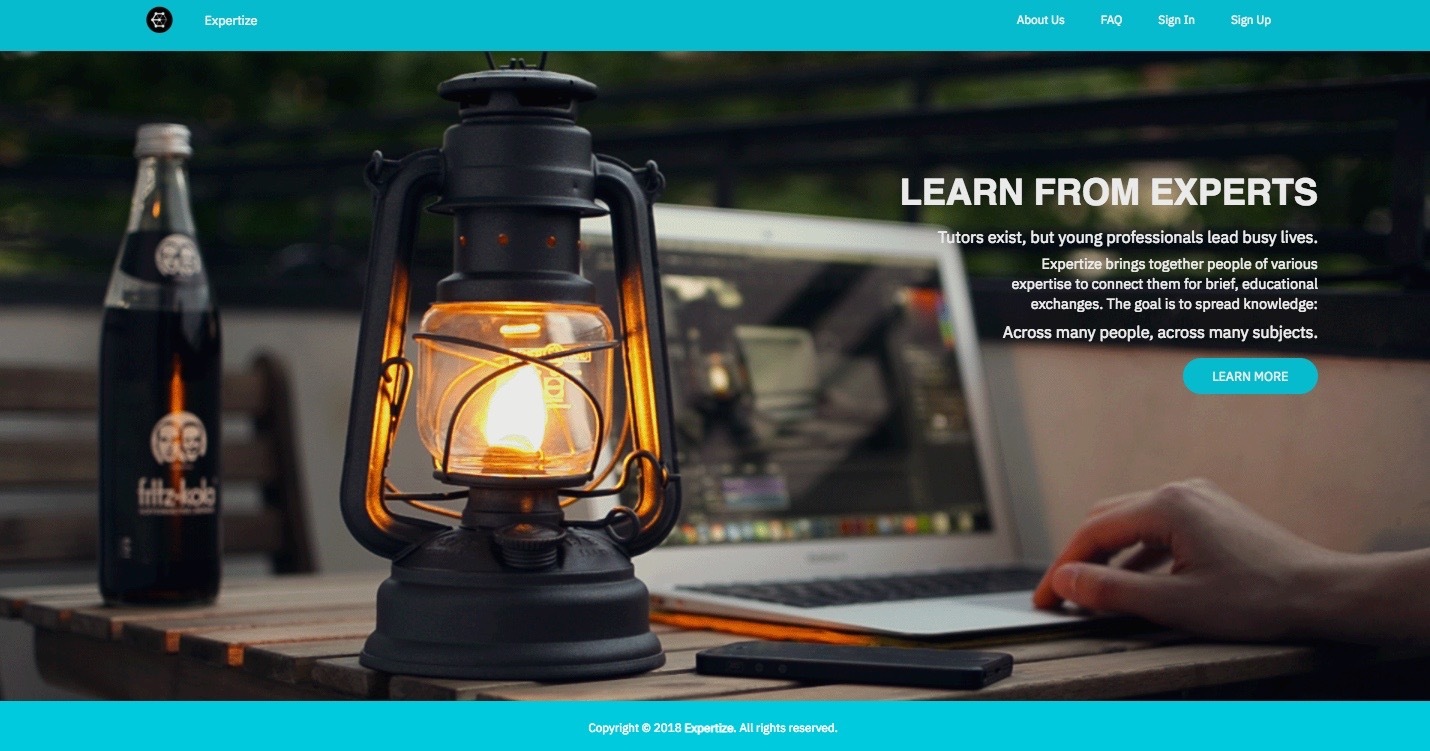 Expertize
About Us
FAQ
Sign In
Sign Up
LEARN FROM EXPERTS
Tutors exist, but young professionals lead busy lives.
Expertize brings together people of various
expertise to connect them for brief, educational
exchanges. The goal is to spread knowledge:
Across many people, across many subjects.
LEARN MORE
fritz-kola
Copyright © 2018 Expertize. All rights reserved.